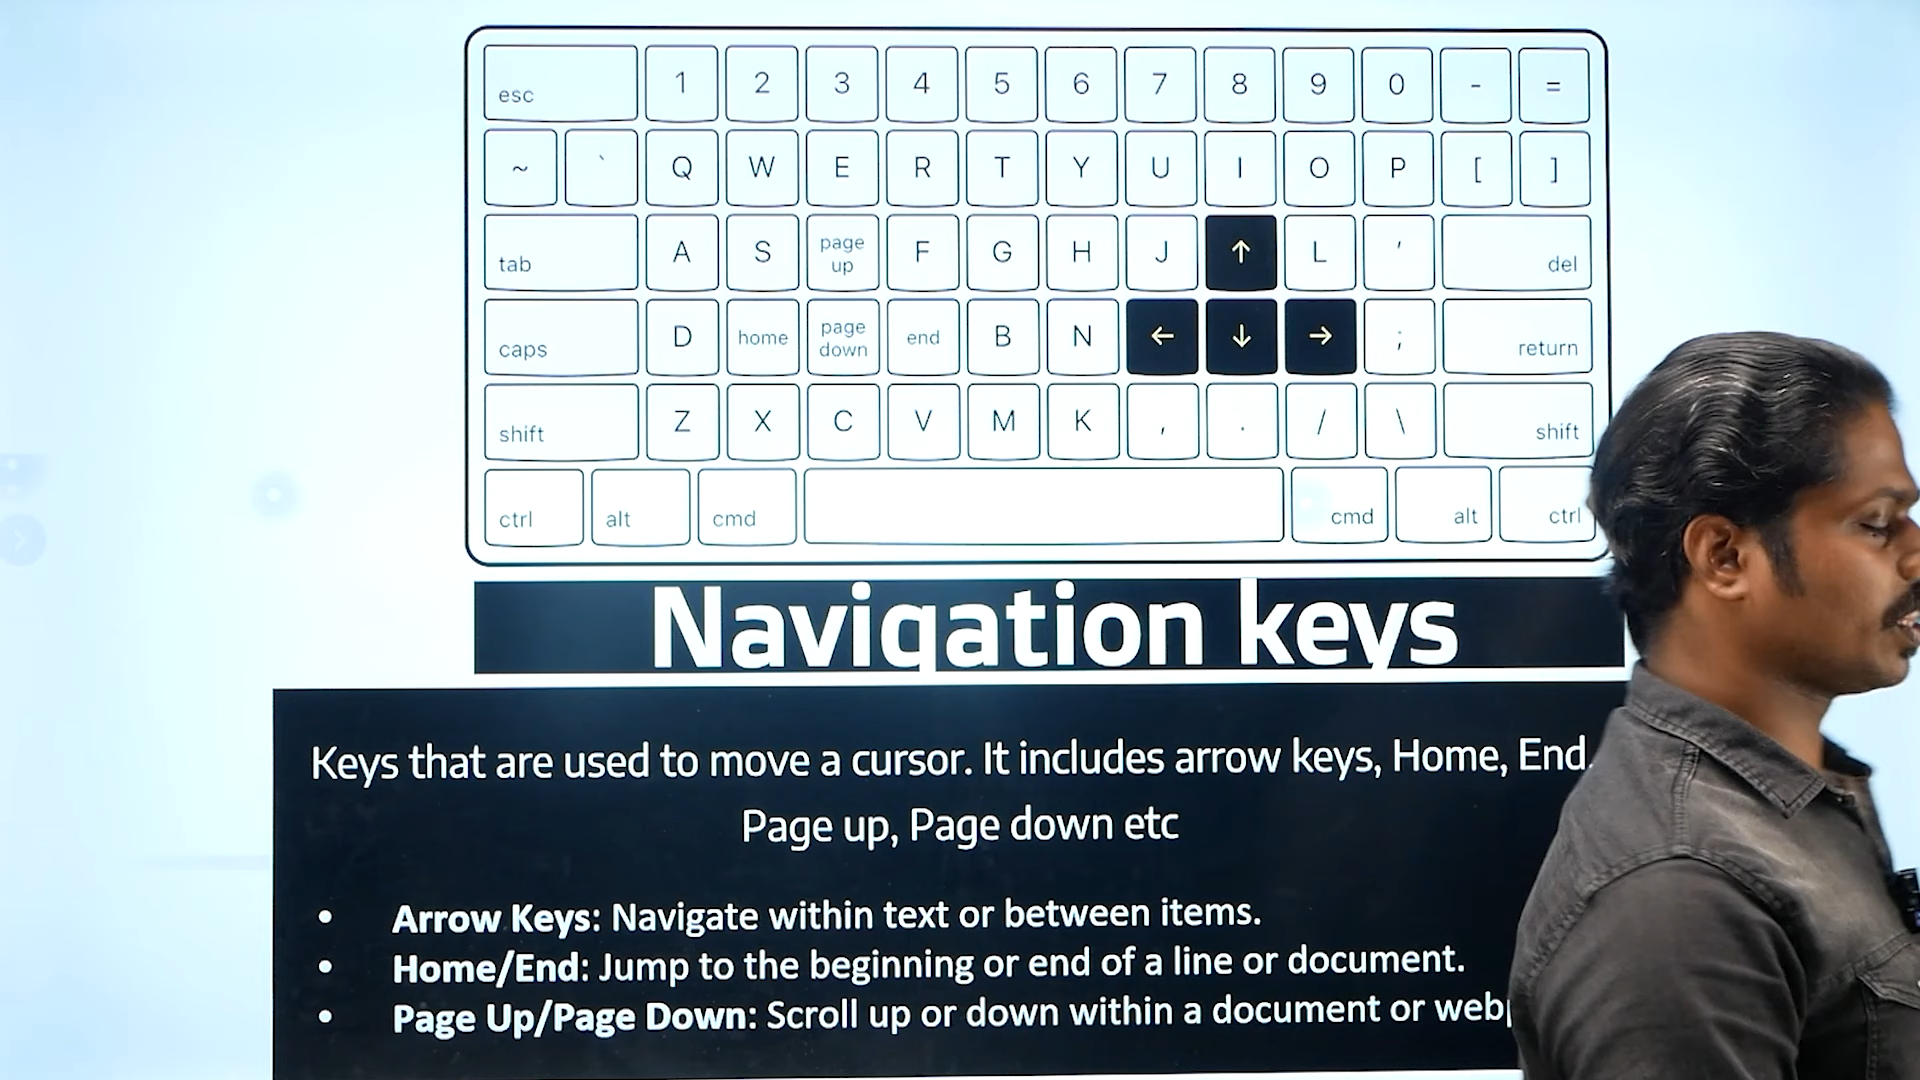 esc 1 2 3 4 5 6 7 8 9 0 - =
~ ` Q W E R T Y U I O P [ ]
tab A S page up F G H J ↑ L ' del
caps D home page down end B N ← ↓ → ; return
shift Z X C V M K , . / \ shift
ctrl alt cmd cmd alt ctrl
Navigation keys
Keys that are used to move a cursor. It includes arrow keys, Home, End.
Page up, Page down etc
• Arrow Keys: Navigate within text or between items.
• Home/End: Jump to the beginning or end of a line or document.
• Page Up/Page Down: Scroll up or down within a document or